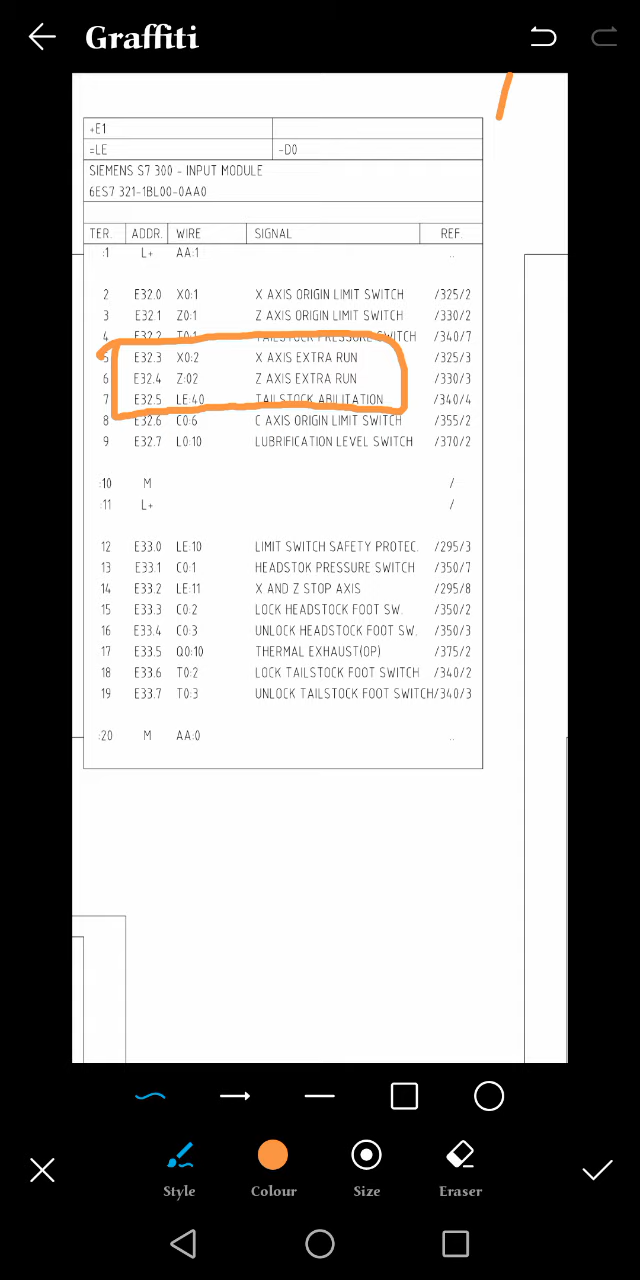 Graffiti
+E1
=LE -D0
SIEMENS S7 300 - INPUT MODULE
6ES7 321-1BL00-0AA0
TER. ADDR. WIRE SIGNAL REF.
:1 L+ AA:1 ..
2 E32.0 X0:1 X AXIS ORIGIN LIMIT SWITCH /325/2
3 E32.1 Z0:1 Z AXIS ORIGIN LIMIT SWITCH /330/2
4 E32.2 T0:1 TAILSTOCK PRESSURE SWITCH /340/7
5 E32.3 X0:2 X AXIS EXTRA RUN /325/3
6 E32.4 Z:02 Z AXIS EXTRA RUN /330/3
7 E32.5 LE:40 TAILSTOCK ABILITATION /340/4
8 E32.6 C0:6 C AXIS ORIGIN LIMIT SWITCH /355/2
9 E32.7 L0:10 LUBRIFICATION LEVEL SWITCH /370/2
:10 M /
:11 L+ /
12 E33.0 LE:10 LIMIT SWITCH SAFETY PROTEC. /295/3
13 E33.1 C0:1 HEADSTOK PRESSURE SWITCH /350/7
14 E33.2 LE:11 X AND Z STOP AXIS /295/8
15 E33.3 C0:2 LOCK HEADSTOCK FOOT SW. /350/2
16 E33.4 C0:3 UNLOCK HEADSTOCK FOOT SW. /350/3
17 E33.5 Q0:10 THERMAL EXHAUST(OP) /375/2
18 E33.6 T0:2 LOCK TAILSTOCK FOOT SWITCH /340/2
19 E33.7 T0:3 UNLOCK TAILSTOCK FOOT SWITCH/340/3
:20 M AA:0 ..
Style Colour Size Eraser